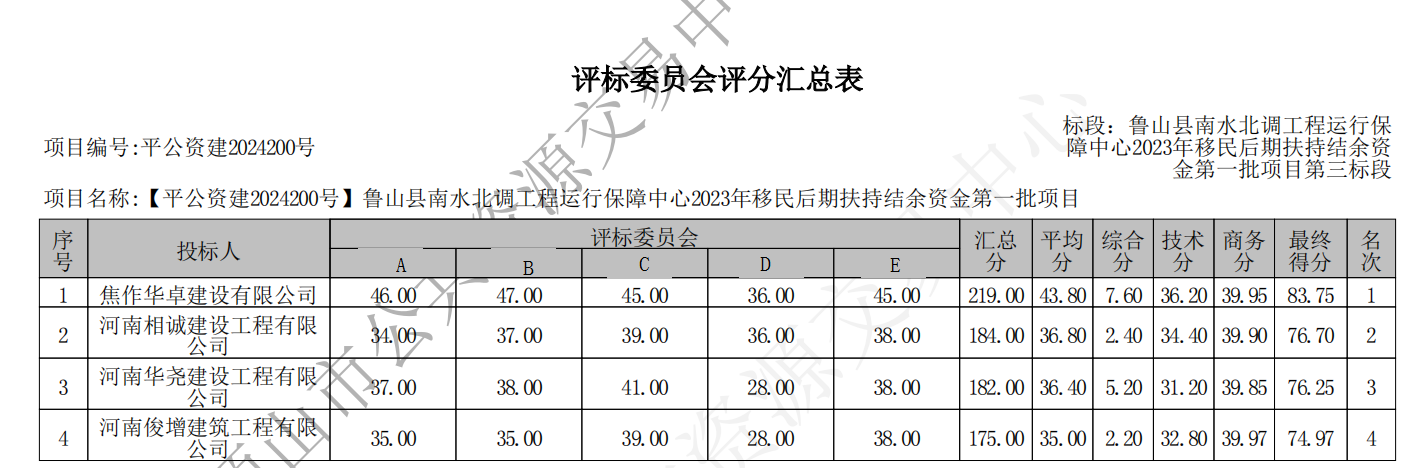 评标委员会评分汇总表
项目编号:平公资建2024200号
标段：鲁山县南水北调工程运行保
障中心2023年移民后期扶持结余资
金第一批项目第三标段
项目名称:【平公资建2024200号】鲁山县南水北调工程运行保障中心2023年移民后期扶持结余资金第一批项目
序号 投标人 评标委员会 汇总分 平均分 综合分 技术分 商务分 最终得分 名次
A B C D E
1 焦作华卓建设有限公司 46.00 47.00 45.00 36.00 45.00 219.00 43.80 7.60 36.20 39.95 83.75 1
河南相诚建设工程有限
2 34.00 37.00 39.00 36.00 38.00 184.00 36.80 2.40 34.40 39.90 76.70 2
公司
河南华尧建设工程有限
3 37.00 38.00 41.00 28.00 38.00 182.00 36.40 5.20 31.20 39.85 76.25 3
公司
河南俊增建筑工程有限
4 35.00 35.00 39.00 28.00 38.00 175.00 35.00 2.20 32.80 39.97 74.97 4
公司
山市公共资源交易中
资源交易中心